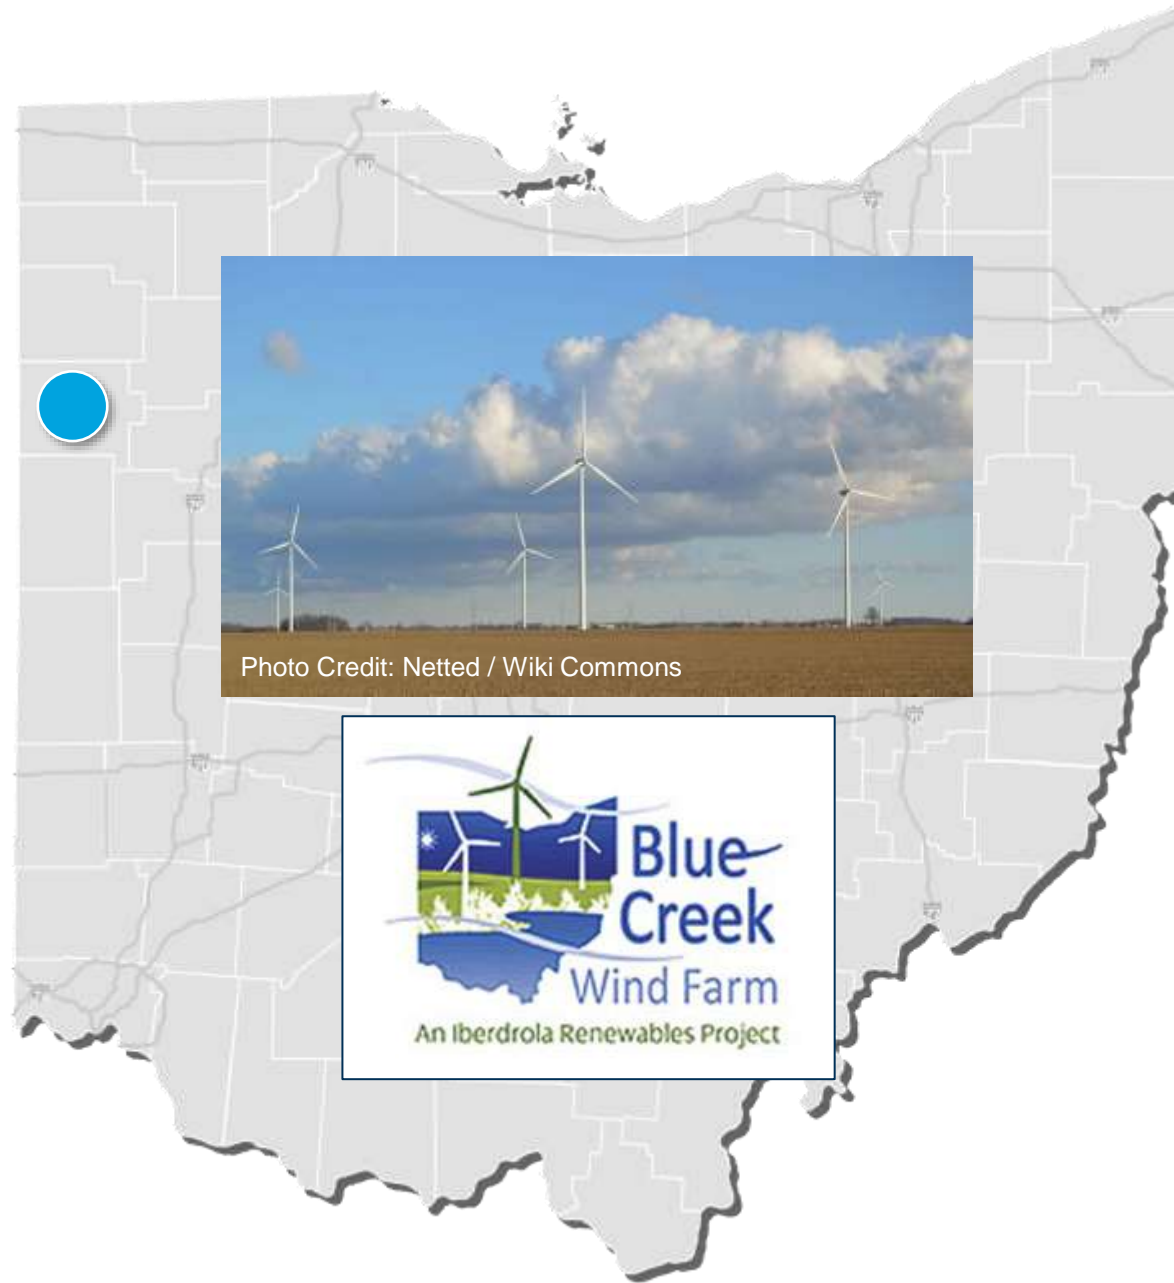 Photo Credit: Netted / Wiki Commons
Blue
Creek
Wind Farm
An Iberdrola Renewables Project